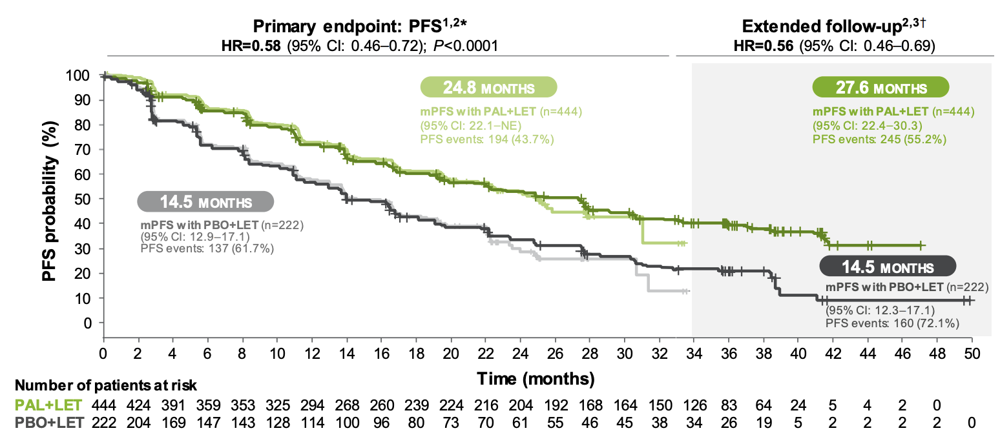 Primary endpoint: PFS1,2*
HR=0.58 (95% CI: 0.46–0.72); P<0.0001
Extended follow-up2,3†
HR=0.56 (95% CI: 0.46–0.69)
PFS probability (%)
100
90
80
70
60
50
40
30
20
10
0
24.8 MONTHS
mPFS with PAL+LET (n=444)
(95% CI: 22.1–NE)
PFS events: 194 (43.7%)
27.6 MONTHS
mPFS with PAL+LET (n=444)
(95% CI: 22.4–30.3)
PFS events: 245 (55.2%)
14.5 MONTHS
mPFS with PBO+LET (n=222)
(95% CI: 12.9–17.1)
PFS events: 137 (61.7%)
14.5 MONTHS
mPFS with PBO+LET (n=222)
(95% CI: 12.3–17.1)
PFS events: 160 (72.1%)
0 2 4 6 8 10 12 14 16 18 20 22 24 26 28 30 32 34 36 38 40 42 44 46 48 50
Time (months)
Number of patients at risk
PAL+LET 444 424 391 359 353 325 294 268 260 239 224 216 204 192 168 164 150 126 83 64 24 5 4 2 0
PBO+LET 222 204 169 147 143 128 114 100 96 80 73 70 61 55 46 45 38 34 26 19 5 2 2 2 2 0